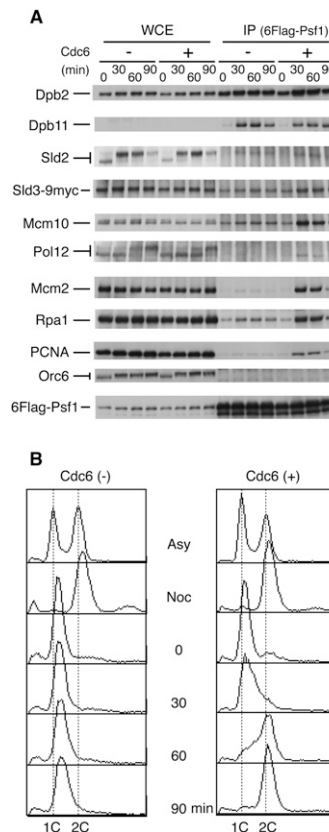 A
WCE IP (6Flag-Psf1)
Cdc6 - + - +
(min) 0 30 60 90 0 30 60 90 0 30 60 90 0 30 60 90
Dpb2
Dpb11
Sld2
Sld3-9myc
Mcm10
Pol12
Mcm2
Rpa1
PCNA
Orc6
6Flag-Psf1
B
Cdc6 (-) Cdc6 (+)
Asy
Noc
0
30
60
90 min
1C 2C 1C 2C